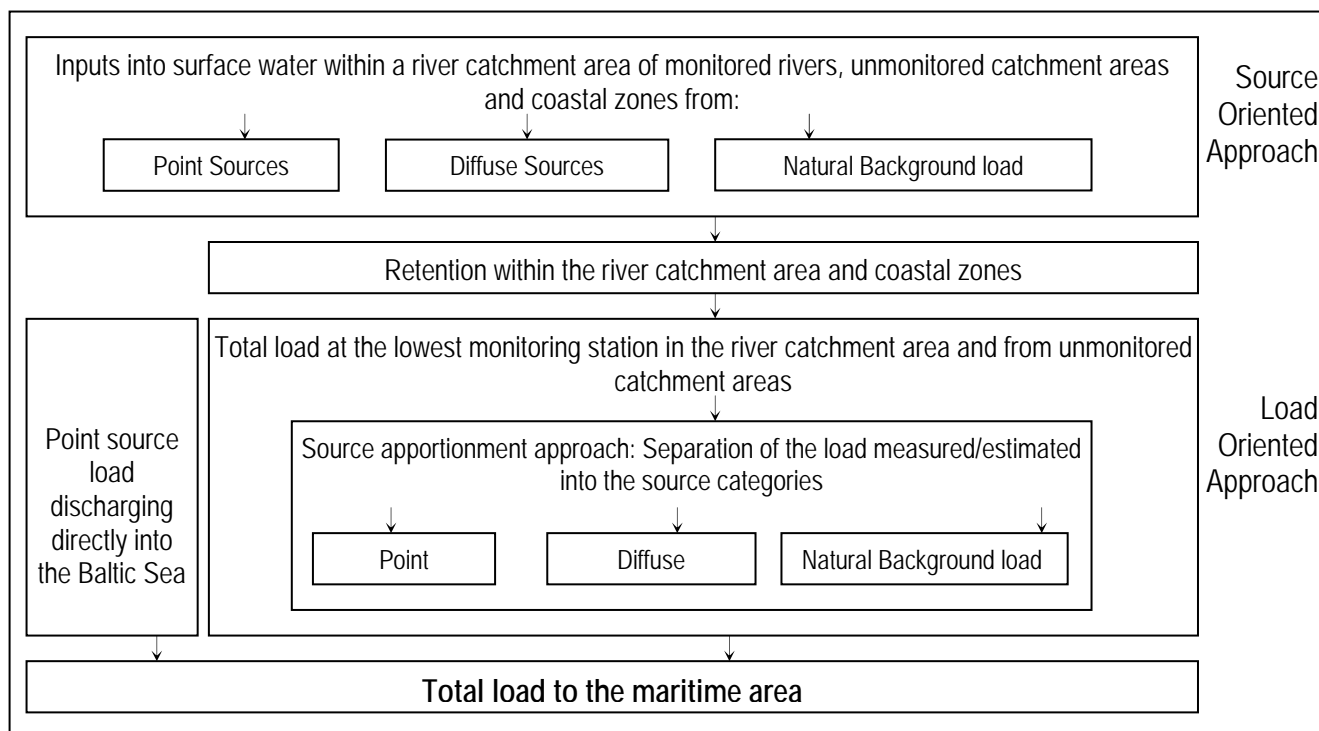 Inputs into surface water within a river catchment area of monitored rivers, unmonitored catchment areas
and coastal zones from:
Point Sources
Diffuse Sources
Natural Background load
Source
Oriented
Approach
Retention within the river catchment area and coastal zones
Point source
load
discharging
directly into
the Baltic Sea
Total load at the lowest monitoring station in the river catchment area and from unmonitored
catchment areas
Source apportionment approach: Separation of the load measured/estimated
into the source categories
Point
Diffuse
Natural Background load
Load
Oriented
Approach
Total load to the maritime area